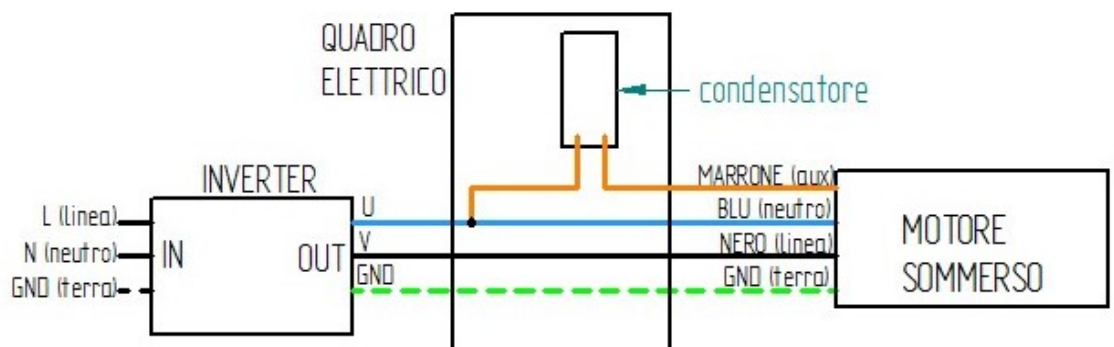 QUADRO
ELETTRICO
condensatore
INVERTER
MARRONE (aux)
L (linea)
U
BLU (neutro)
N (neutro)
IN
OUT
V
NERO (linea)
MOTORE
SOMMERSO
GND (terra)
GND
GND (terra)